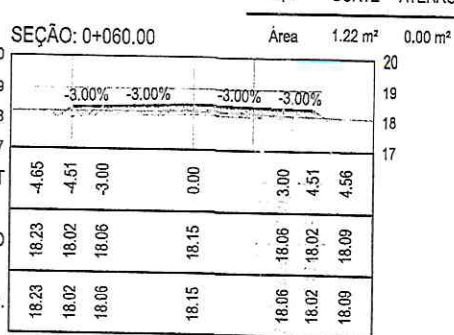 CORTE ATERRO
SEÇÃO: 0+060.00 Área 1.22 m² 0.00 m²
20
19
18
17
-3.00% -3.00% -3.00% -3.00%
-4.65 -4.51 -3.00 0.00 3.00 4.51 4.56
18.23 18.02 18.06 18.15 18.06 18.02 18.09
18.23 18.02 18.06 18.15 18.06 18.02 18.09